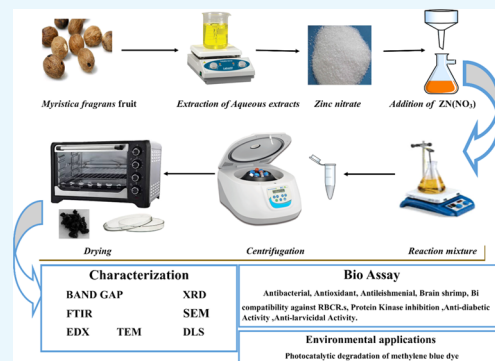 Myristica fragrans fruit
Extraction of Aqueous extracts
Zinc nitrate
Addition of ZN(NO3)
Drying
Centrifugation
Reaction mixture
Characterization
BAND GAP XRD
FTIR SEM
EDX TEM DLS
Bio Assay
Antibacterial, Antioxidant, Antileishmenial, Brain shrimp, Bi
compatibility against RBCR.s, Protein Kinase inhibition ,Anti-diabetic
Activity ,Anti-larvicidal Activity.
Environmental applications
Photocatalytic degradation of methylene blue dye